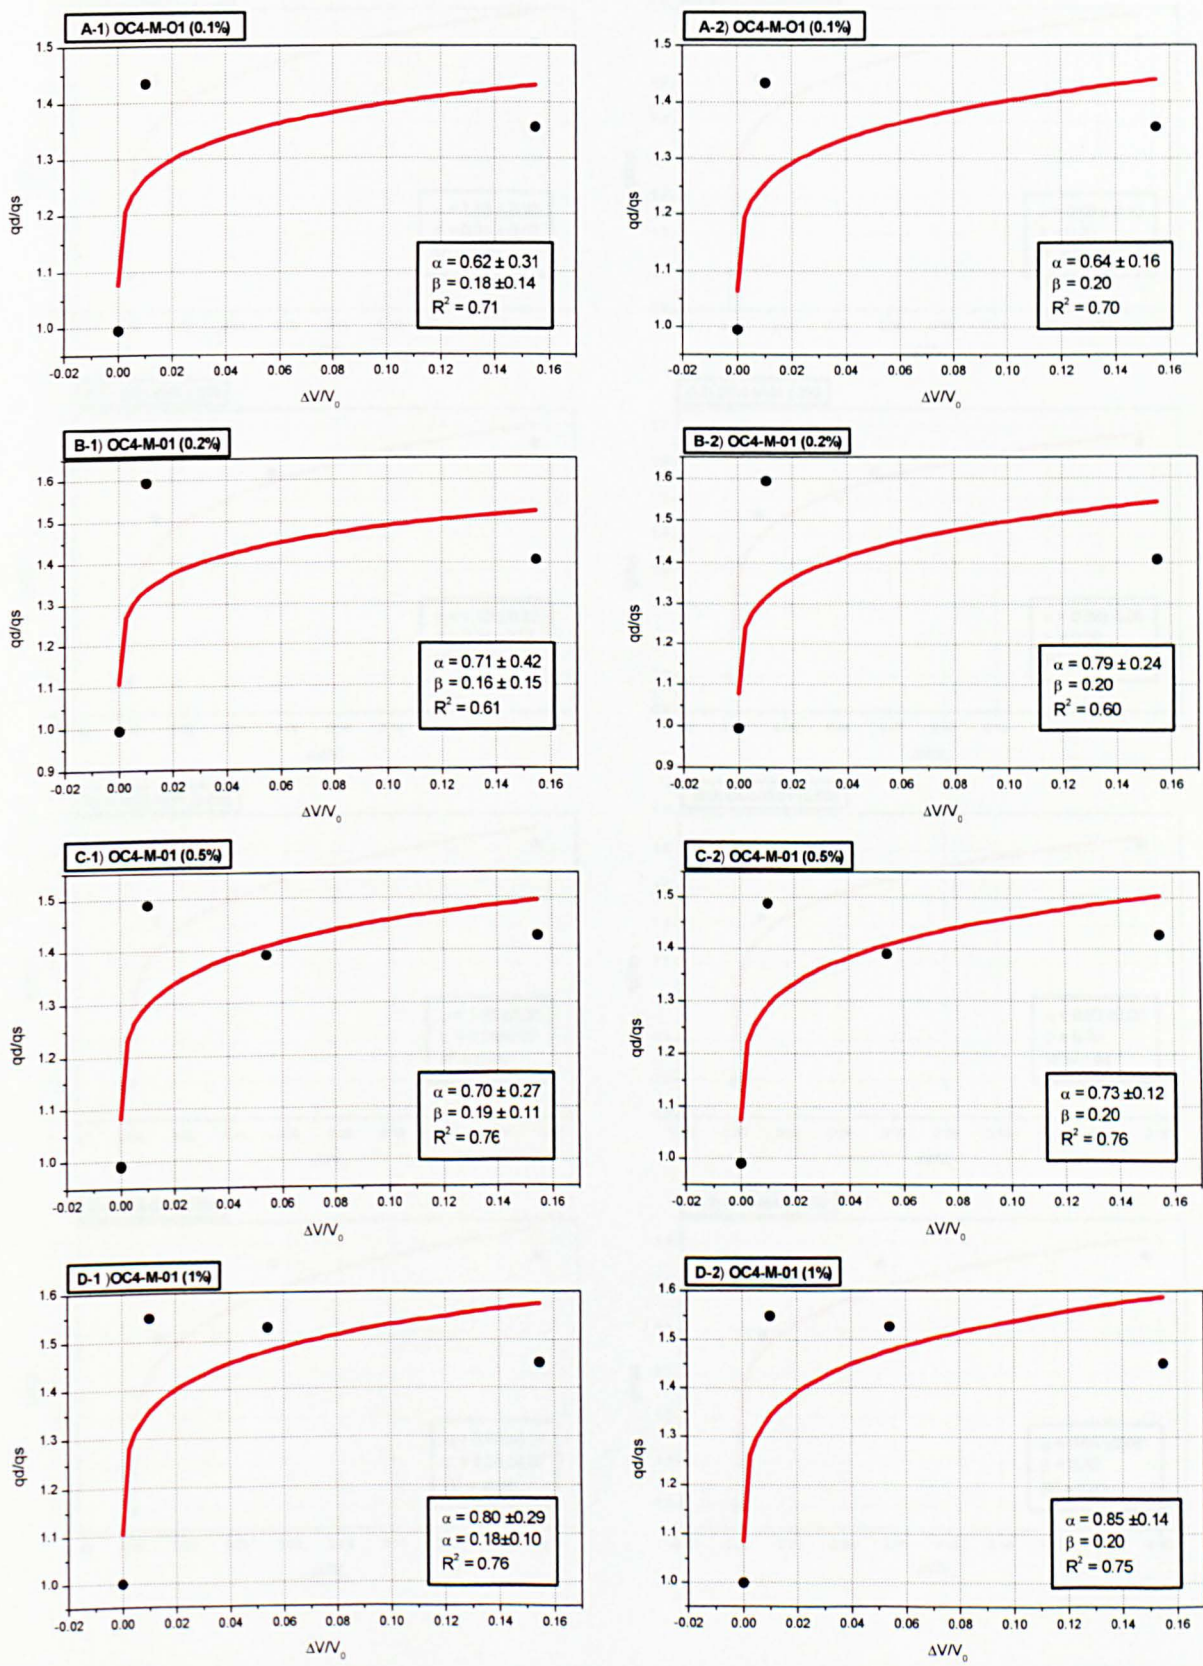 A-1) OC4-M-O1 (0.1%)
1.5
1.4
1.3
1.2
1.1
1.0
qd/qs
α = 0.62 ± 0.31
β = 0.18 ±0.14
R² = 0.71
-0.02 0.00 0.02 0.04 0.06 0.08 0.10 0.12 0.14 0.16
ΔV/V₀
A-2) OC4-M-O1 (0.1%)
1.5
1.4
1.3
1.2
1.1
1.0
qd/qs
α = 0.64 ± 0.16
β = 0.20
R² = 0.70
-0.02 0.00 0.02 0.04 0.06 0.08 0.10 0.12 0.14 0.16
ΔV/V₀
B-1) OC4-M-01 (0.2%)
1.6
1.5
1.4
1.3
1.2
1.1
1.0
0.9
qd/qs
α = 0.71 ± 0.42
β = 0.16 ± 0.15
R² = 0.61
-0.02 0.00 0.02 0.04 0.06 0.08 0.10 0.12 0.14 0.16
ΔV/V₀
B-2) OC4-M-01 (0.2%)
1.6
1.5
1.4
1.3
1.2
1.1
1.0
0.9
qd/qs
α = 0.79 ± 0.24
β = 0.20
R² = 0.60
-0.02 0.00 0.02 0.04 0.06 0.08 0.10 0.12 0.14 0.16
ΔV/V₀
C-1) OC4-M-01 (0.5%)
1.5
1.4
1.3
1.2
1.1
1.0
qd/qs
α = 0.70 ± 0.27
β = 0.19 ± 0.11
R² = 0.76
-0.02 0.00 0.02 0.04 0.06 0.08 0.10 0.12 0.14 0.16
ΔV/V₀
C-2) OC4-M-01 (0.5%)
1.5
1.4
1.3
1.2
1.1
1.0
qd/qs
α = 0.73 ±0.12
β = 0.20
R² = 0.76
-0.02 0.00 0.02 0.04 0.06 0.08 0.10 0.12 0.14 0.16
ΔV/V₀
D-1 )OC4-M-01 (1%)
1.6
1.5
1.4
1.3
1.2
1.1
1.0
qd/qs
α = 0.80 ±0.29
α = 0.18±0.10
R² = 0.76
-0.02 0.00 0.02 0.04 0.06 0.08 0.10 0.12 0.14 0.16
ΔV/V₀
D-2) OC4-M-01 (1%)
1.6
1.5
1.4
1.3
1.2
1.1
1.0
qd/qs
α = 0.85 ±0.14
β = 0.20
R² = 0.75
-0.02 0.00 0.02 0.04 0.06 0.08 0.10 0.12 0.14 0.16
ΔV/V₀